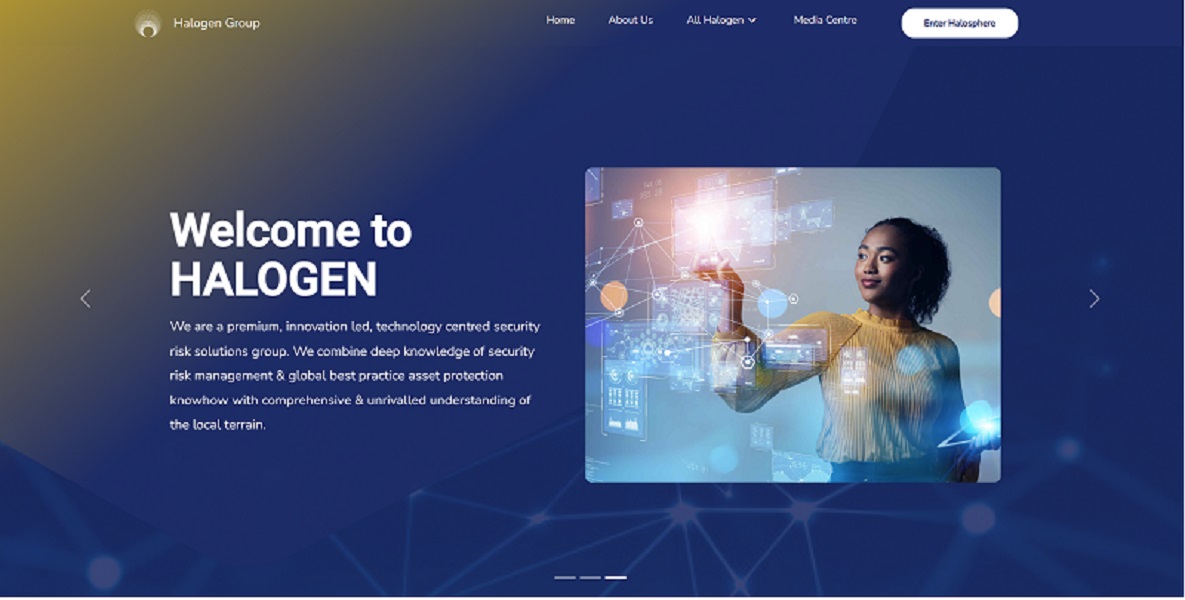 Halogen Group
Home
About Us
All Halogen
Media Centre
Enter Halosphere
Welcome to
HALOGEN
We are a premium, innovation led, technology centred security
risk solutions group. We combine deep knowledge of security
risk management & global best practice asset protection
knowhow with comprehensive & unrivalled understanding of
the local terrain.